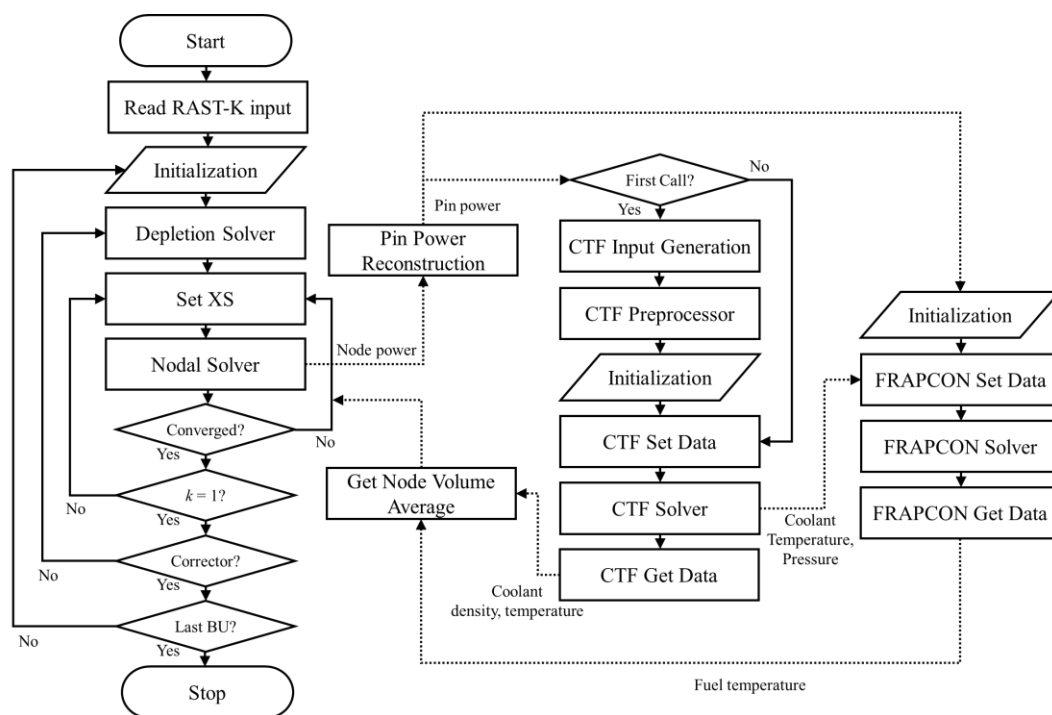 Start
Read RAST-K input
Initialization
Depletion Solver
Set XS
Nodal Solver
Converged?
No
Yes
k = 1?
No
Yes
Corrector?
No
Yes
Last BU?
No
Yes
Stop
Node power
Pin Power
Reconstruction
Pin power
Get Node Volume
Average
First Call?
No
Yes
CTF Input Generation
CTF Preprocessor
Initialization
CTF Set Data
CTF Solver
CTF Get Data
Coolant
density, temperature
Coolant
Temperature,
Pressure
Initialization
FRAPCON Set Data
FRAPCON Solver
FRAPCON Get Data
Fuel temperature